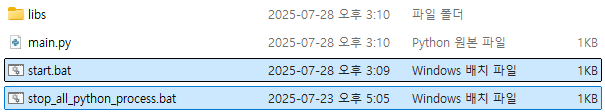 libs 2025-07-28 오후 3:10 파일 폴더
main.py 2025-07-28 오후 3:10 Python 원본 파일 1KB
start.bat 2025-07-28 오후 3:09 Windows 배치 파일 1KB
stop_all_python_process.bat 2025-07-23 오후 5:05 Windows 배치 파일 1KB